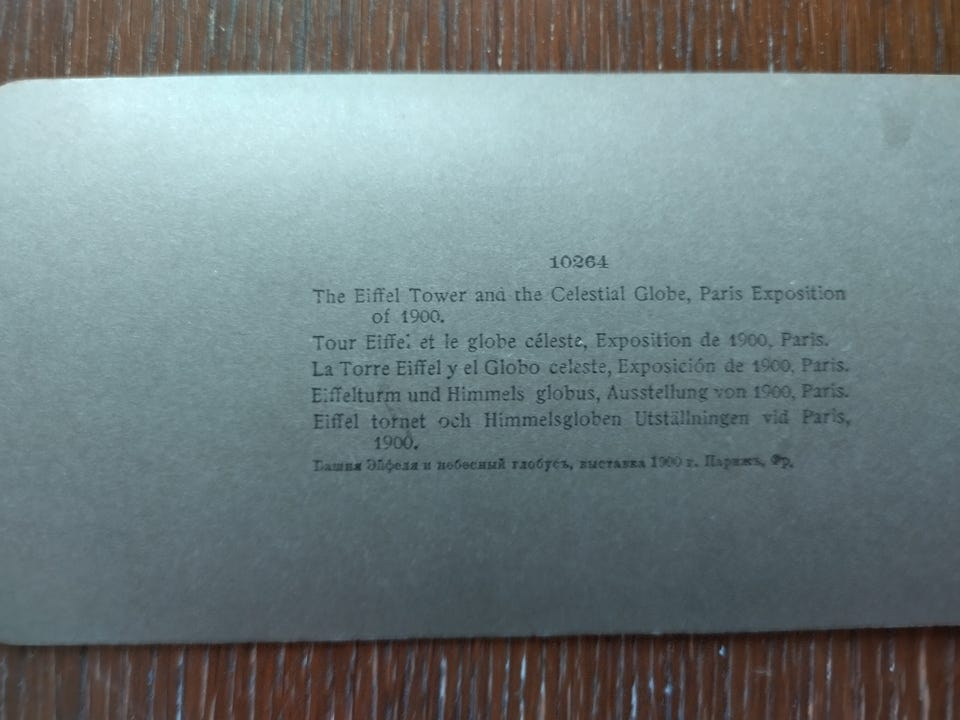 10264
The Eiffel Tower and the Celestial Globe, Paris Exposition
of 1900.
Tour Eiffel et le globe céleste, Exposition de 1900, Paris.
La Torre Eiffel y el Globo celeste, Exposición de 1900, Paris.
Eiffelturm und Himmels globus, Ausstellung von 1900, Paris.
Eiffel tornet och Himmelsgloben Utställningen vid Paris,
1900.
Башня Эйфеля и небесный глобусъ, выставка 1900 г. Парижъ, Фр.